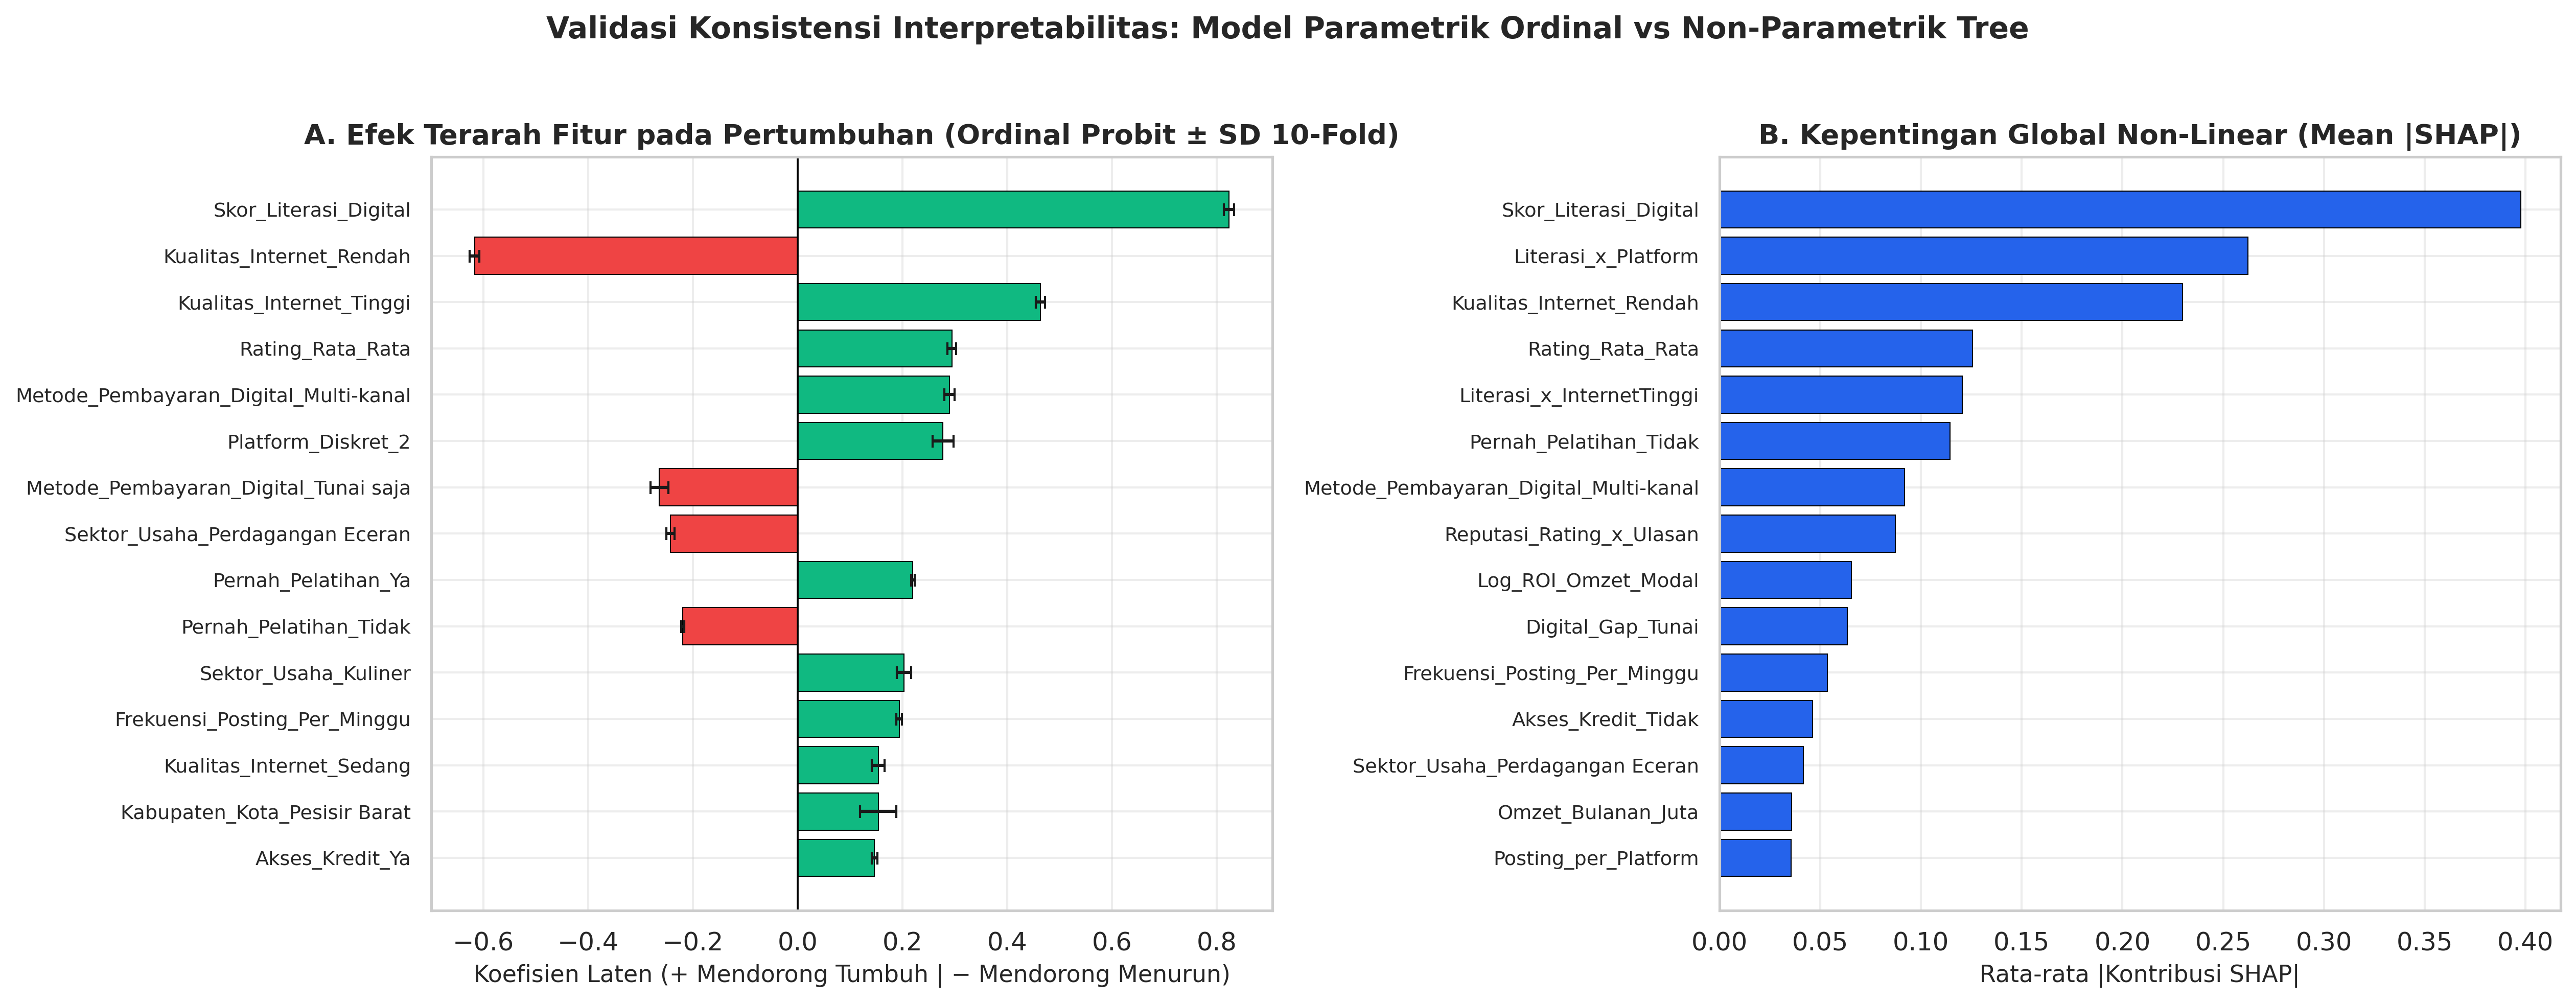 Validasi Konsistensi Interpretabilitas: Model Parametrik Ordinal vs Non-Parametrik Tree
A. Efek Terarah Fitur pada Pertumbuhan (Ordinal Probit ± SD 10-Fold)
Skor_Literasi_Digital
Kualitas_Internet_Rendah
Kualitas_Internet_Tinggi
Rating_Rata_Rata
Metode_Pembayaran_Digital_Multi-kanal
Platform_Diskret_2
Metode_Pembayaran_Digital_Tunai saja
Sektor_Usaha_Perdagangan Eceran
Pernah_Pelatihan_Ya
Pernah_Pelatihan_Tidak
Sektor_Usaha_Kuliner
Frekuensi_Posting_Per_Minggu
Kualitas_Internet_Sedang
Kabupaten_Kota_Pesisir Barat
Akses_Kredit_Ya
−0.6 −0.4 −0.2 0.0 0.2 0.4 0.6 0.8
Koefisien Laten (+ Mendorong Tumbuh | − Mendorong Menurun)
B. Kepentingan Global Non-Linear (Mean |SHAP|)
Skor_Literasi_Digital
Literasi_x_Platform
Kualitas_Internet_Rendah
Rating_Rata_Rata
Literasi_x_InternetTinggi
Pernah_Pelatihan_Tidak
Metode_Pembayaran_Digital_Multi-kanal
Reputasi_Rating_x_Ulasan
Log_ROI_Omzet_Modal
Digital_Gap_Tunai
Frekuensi_Posting_Per_Minggu
Akses_Kredit_Tidak
Sektor_Usaha_Perdagangan Eceran
Omzet_Bulanan_Juta
Posting_per_Platform
0.00 0.05 0.10 0.15 0.20 0.25 0.30 0.35 0.40
Rata-rata |Kontribusi SHAP|